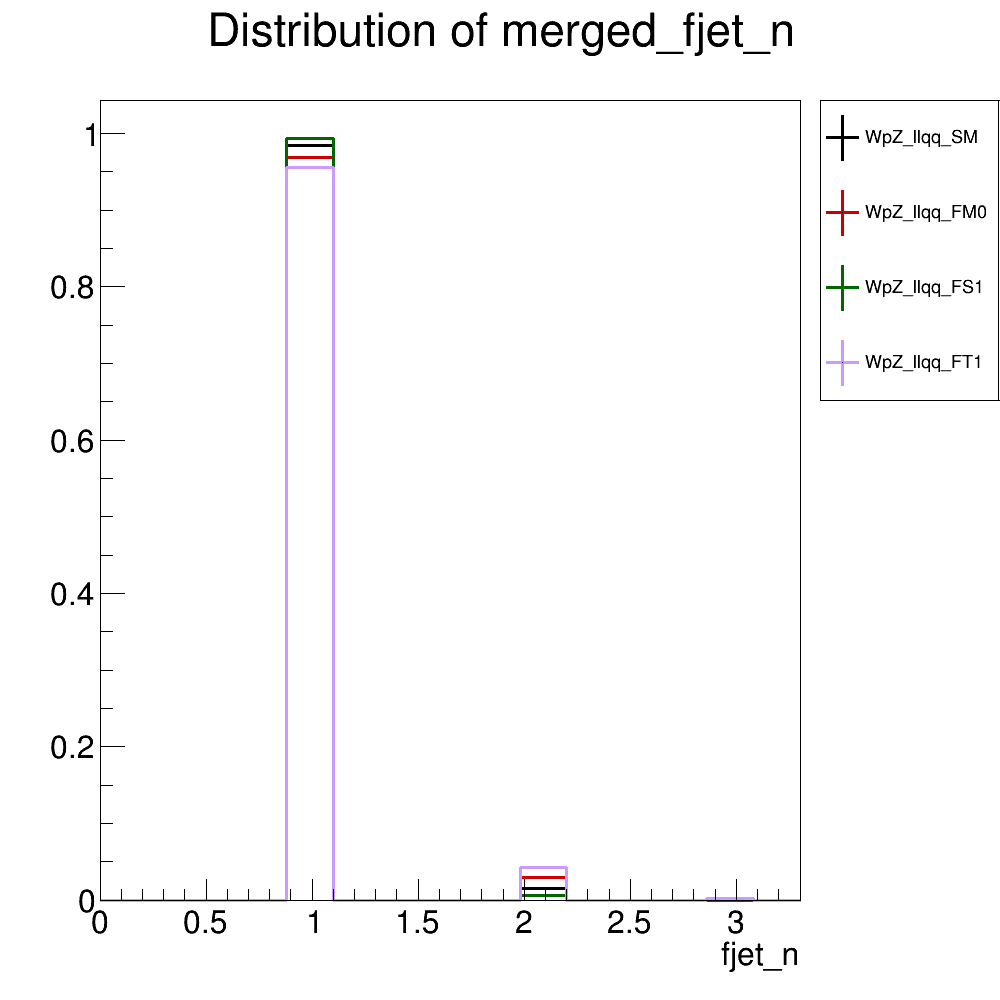 Distribution of merged_fjet_n
1
0.8
0.6
0.4
0.2
0
0 0.5 1 1.5 2 2.5 3
fjet_n
WpZ_llqq_SM
WpZ_llqq_FM0
WpZ_llqq_FS1
WpZ_llqq_FT1